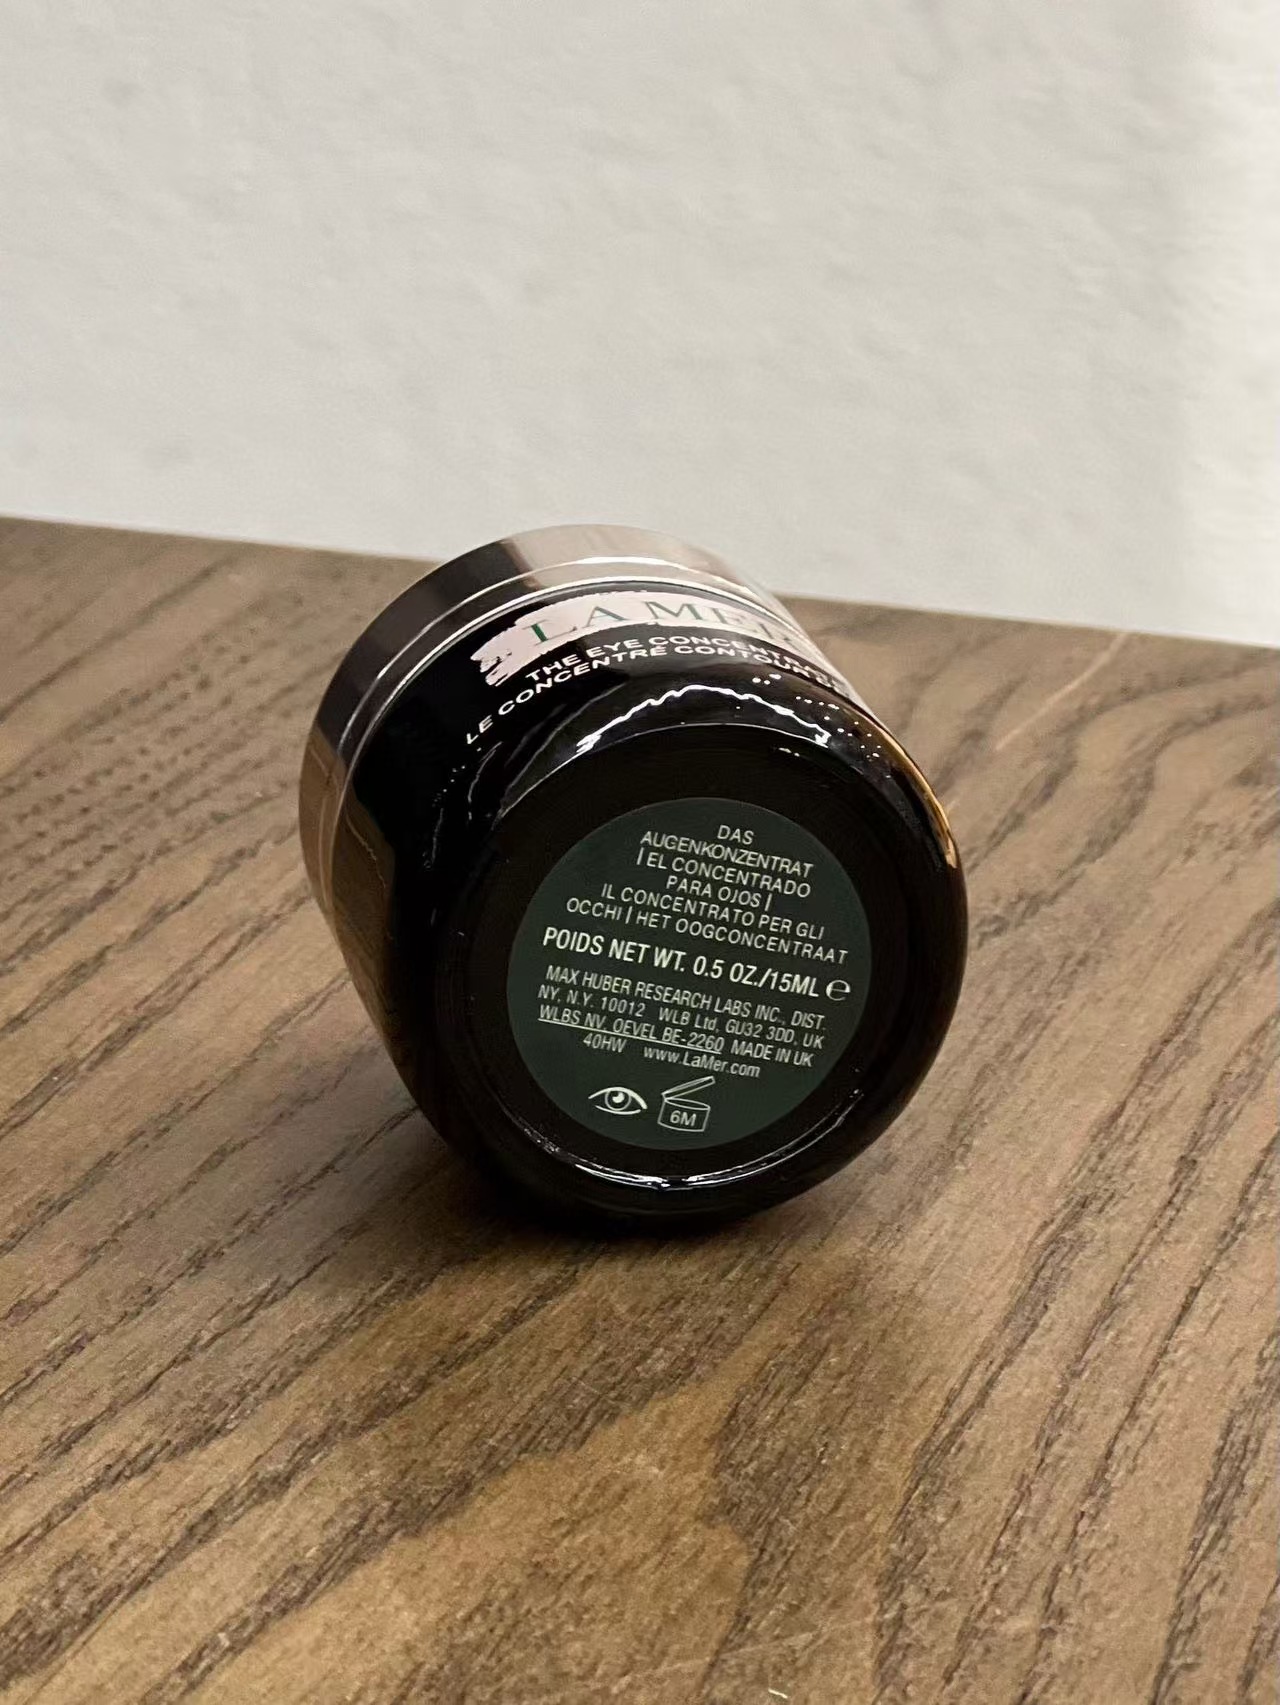 LA MER
THE EYE CONCENTRATE
LE CONCENTRÉ CONTOUR
DAS
AUGENKONZENTRAT
| EL CONCENTRADO
PARA OJOS |
IL CONCENTRATO PER GLI
OCCHI | HET OOGCONCENTRAAT
POIDS NET WT. 0.5 OZ./15ML ℮
MAX HUBER RESEARCH LABS INC., DIST.
NY, N.Y. 10012 WLB Ltd, GU32 3DD, UK
WLBS NV, OEVEL BE-2260 MADE IN UK
40HW www.LaMer.com
6M